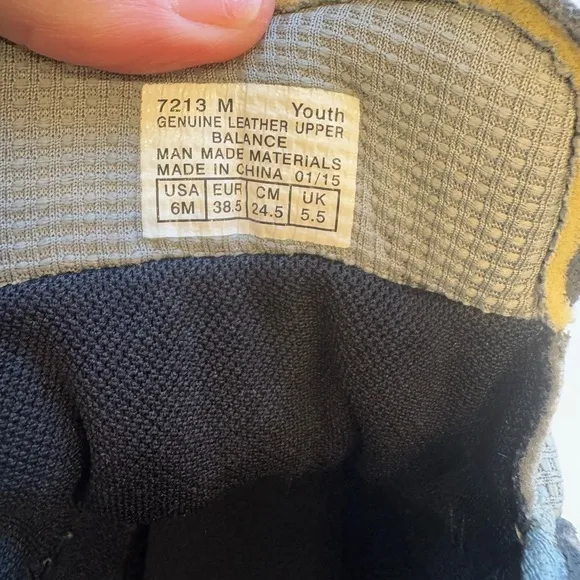 7213 M Youth
GENUINE LEATHER UPPER
BALANCE
MAN MADE MATERIALS
MADE IN CHINA 01/15
USA EUR CM UK
6M 38.5 24.5 5.5